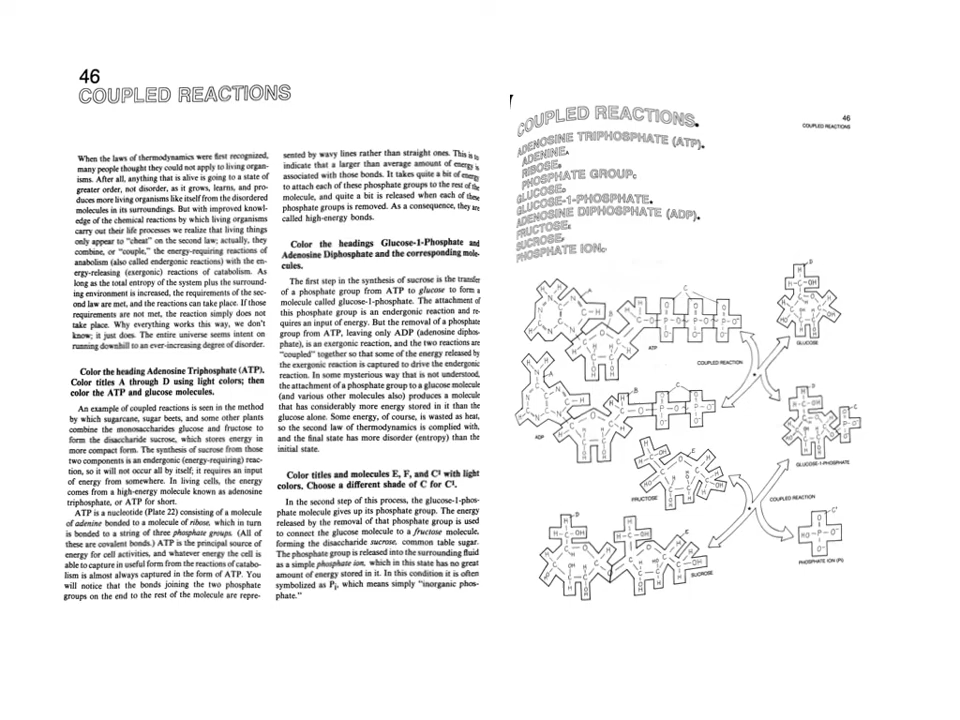 46
COUPLED REACTIONS
When the laws of thermodynamics were first recognized,
many people thought they could not apply to living organ-
isms. After all, anything that is alive is going to a state of
greater order, not disorder, as it grows, learns, and pro-
duces more living organisms like itself from the disordered
molecules in its surroundings. But with improved knowl-
edge of the chemical reactions by which living organisms
carry out their life processes we realize that living things
only appear to "cheat" on the second law; actually, they
combine, or "couple," the energy-requiring reactions of
anabolism (also called endergonic reactions) with the en-
ergy-releasing (exergonic) reactions of catabolism. As
long as the total entropy of the system plus the surround-
ing environment is increased, the requirements of the sec-
ond law are met, and the reactions can take place. If those
requirements are not met, the reaction simply does not
take place. Why everything works this way, we don't
know; it just does. The entire universe seems intent on
running downhill to an ever-increasing degree of disorder.
Color the heading Adenosine Triphosphate (ATP).
Color titles A through D using light colors; then
color the ATP and glucose molecules.
An example of coupled reactions is seen in the method
by which sugarcane, sugar beets, and some other plants
combine the monosaccharides glucose and fructose to
form the disaccharide sucrose, which stores energy in
more compact form. The synthesis of sucrose from those
two components is an endergonic (energy-requiring) reac-
tion, so it will not occur all by itself; it requires an input
of energy from somewhere. In living cells, the energy
comes from a high-energy molecule known as adenosine
triphosphate, or ATP for short.
ATP is a nucleotide (Plate 22) consisting of a molecule
of adenine bonded to a molecule of ribose, which in turn
is bonded to a string of three phosphate groups. (All of
these are covalent bonds.) ATP is the principal source of
energy for cell activities, and whatever energy the cell is
able to capture in useful form from the reactions of catabo-
lism is almost always captured in the form of ATP. You
will notice that the bonds joining the two phosphate
groups on the end to the rest of the molecule are repre-
sented by wavy lines rather than straight ones. This is to
indicate that a larger than average amount of energy is
associated with those bonds. It takes quite a bit of energy
to attach each of these phosphate groups to the rest of the
molecule, and quite a bit is released when each of these
phosphate groups is removed. As a consequence, they are
called high-energy bonds.
Color the headings Glucose-1-Phosphate and
Adenosine Diphosphate and the corresponding mole-
cules.
The first step in the synthesis of sucrose is the transfer
of a phosphate group from ATP to glucose to form a
molecule called glucose-1-phosphate. The attachment of
this phosphate group is an endergonic reaction and re-
quires an input of energy. But the removal of a phosphate
group from ATP, leaving only ADP (adenosine diphos-
phate), is an exergonic reaction, and the two reactions are
"coupled" together so that some of the energy released by
the exergonic reaction is captured to drive the endergonic
reaction. In some mysterious way that is not understood,
the attachment of a phosphate group to a glucose molecule
(and various other molecules also) produces a molecule
that has considerably more energy stored in it than the
glucose alone. Some energy, of course, is wasted as heat,
so the second law of thermodynamics is complied with,
and the final state has more disorder (entropy) than the
initial state.
Color titles and molecules E, F, and C¹ with light
colors. Choose a different shade of C for C¹.
In the second step of this process, the glucose-1-phos-
phate molecule gives up its phosphate group. The energy
released by the removal of that phosphate group is used
to connect the glucose molecule to a fructose molecule,
forming the disaccharide sucrose, common table sugar.
The phosphate group is released into the surrounding fluid
as a simple phosphate ion, which in this state has no great
amount of energy stored in it. In this condition it is often
symbolized as Pi, which means simply "inorganic phos-
phate."
COUPLED REACTIONS
46
COUPLED REACTIONS
ADENOSINE TRIPHOSPHATE (ATP)
ADENINE A
RIBOSE B
PHOSPHATE GROUP C
GLUCOSE D
GLUCOSE-1-PHOSPHATE
ADENOSINE DIPHOSPHATE (ADP)
FRUCTOSE E
SUCROSE F
PHOSPHATE ION C¹
ATP
GLUCOSE
COUPLED REACTION
ADP
GLUCOSE-1-PHOSPHATE
FRUCTOSE
COUPLED REACTION
SUCROSE
PHOSPHATE ION (Pi)